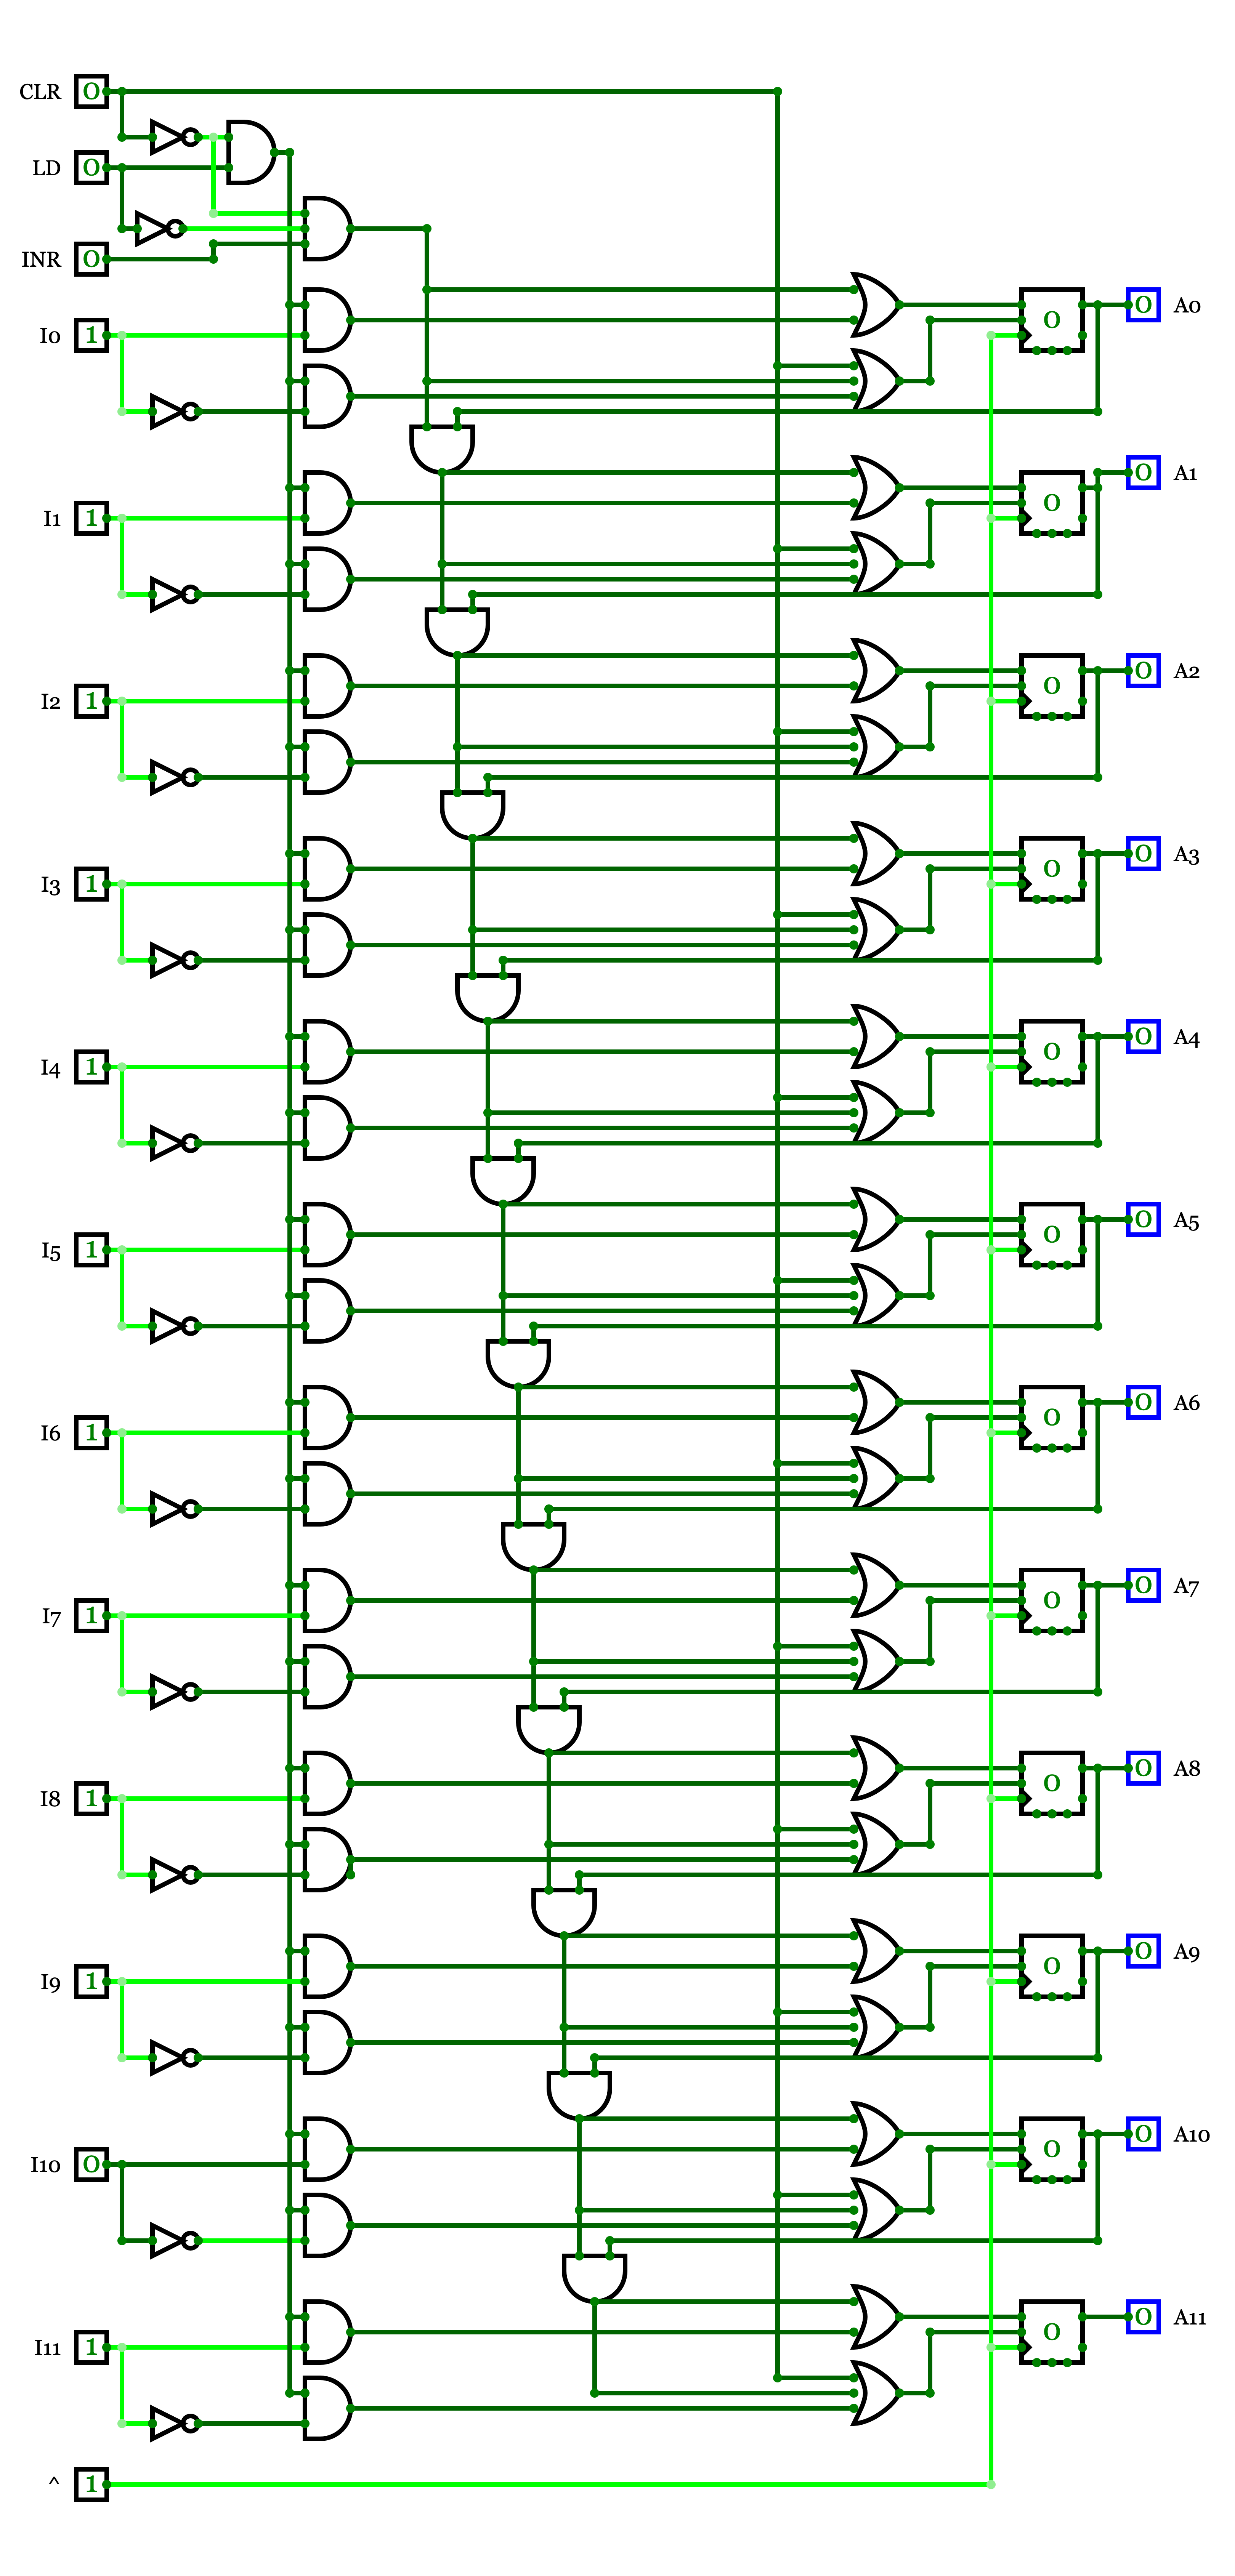 CLR 0
LD 0
INR 0
0 0 A0
I0 1
0 A1
0
I1 1
0 0 A2
I2 1
0 0 A3
I3 1
0 0 A4
I4 1
0 0 A5
I5 1
0 0 A6
I6 1
0 0 A7
I7 1
0 0 A8
I8 1
0 0 A9
I9 1
0 0 A10
I10 0
0 0 A11
I11 1
^ 1